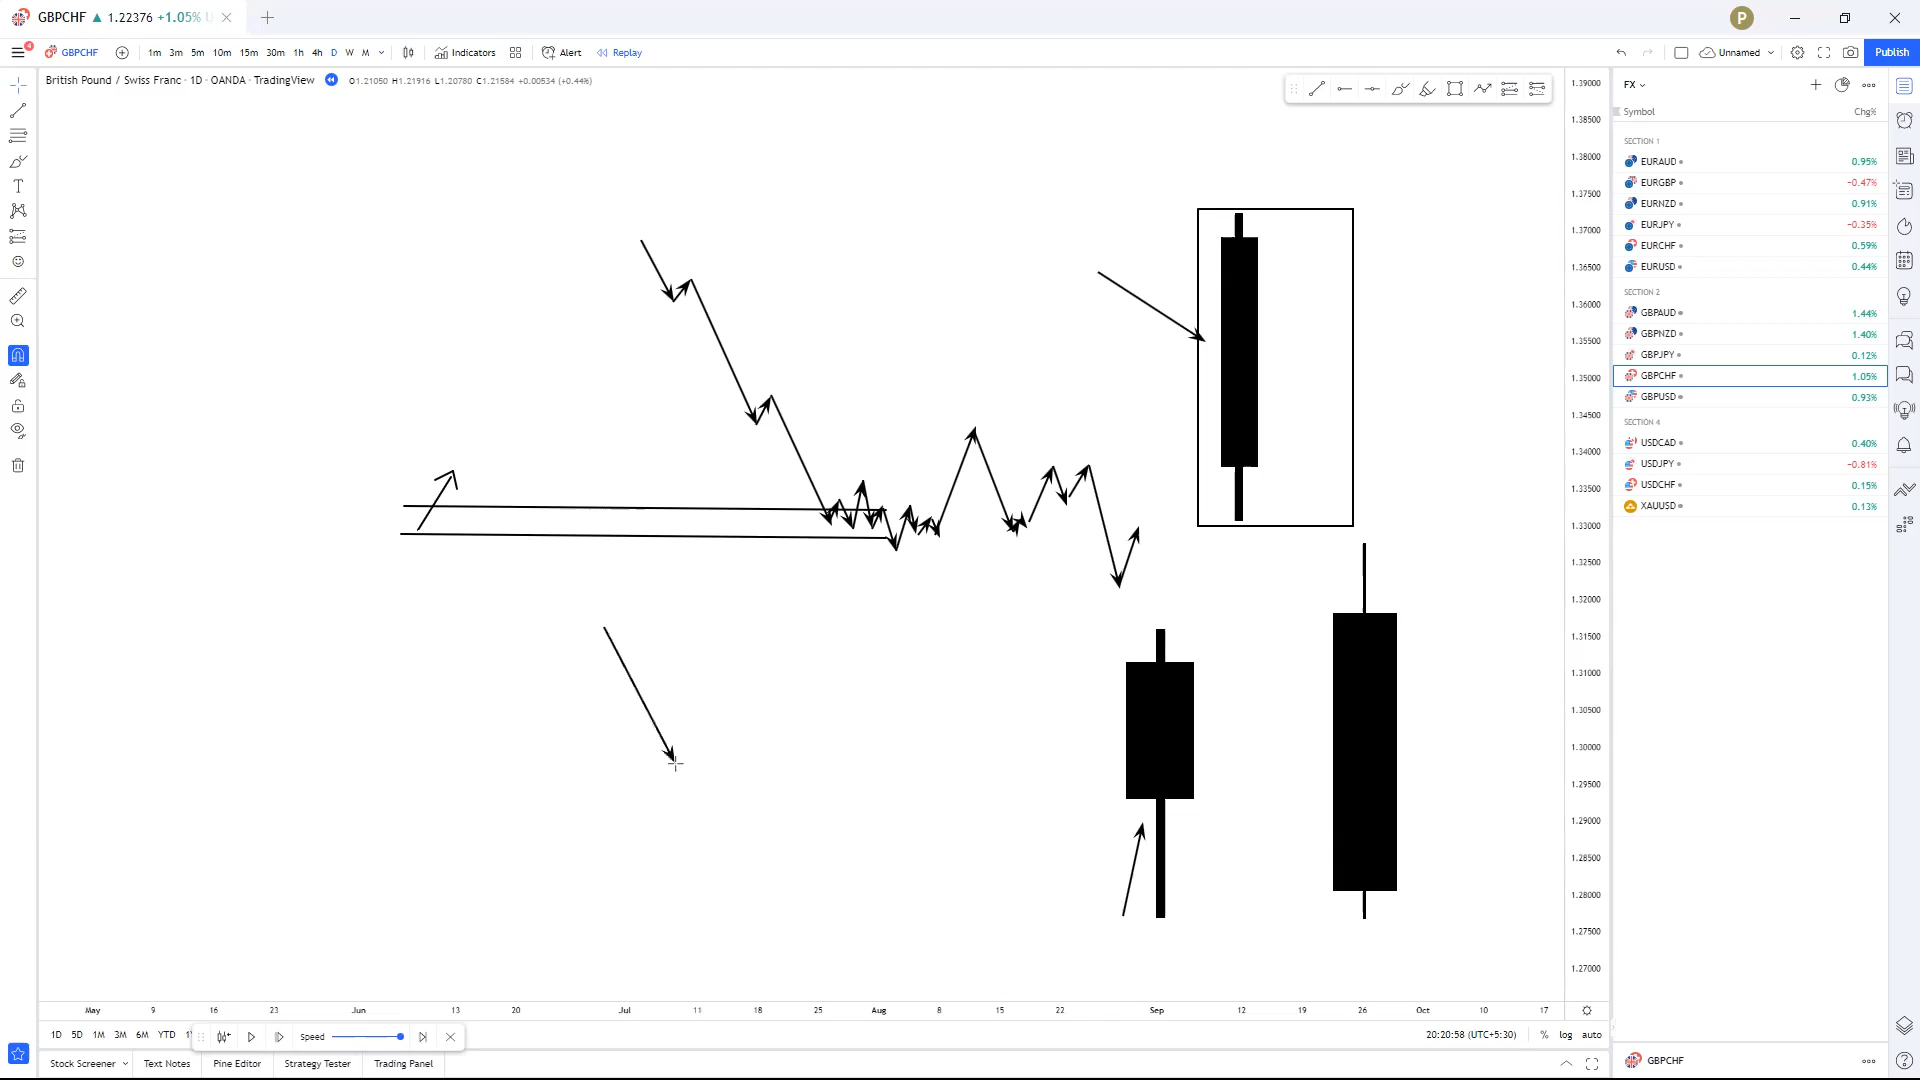 GBPCHF ▲ 1.22376 +1.05% U
P
4
GBPCHF 1m 3m 5m 10m 15m 30m 1h 4h D W M Indicators Alert Replay Unnamed Publish
British Pound / Swiss Franc · 1D · OANDA · TradingView O1.21050 H1.21916 L1.20780 C1.21584 +0.00534 (+0.44%)
1.39000
1.38500
1.38000
1.37500
1.37000
1.36500
1.36000
1.35500
1.35000
1.34500
1.34000
1.33500
1.33000
1.32500
1.32000
1.31500
1.31000
1.30500
1.30000
1.29500
1.29000
1.28500
1.28000
1.27500
1.27000
FX
Symbol Chg%
SECTION 1
EURAUD 0.95%
EURGBP −0.47%
EURNZD 0.91%
EURJPY −0.35%
EURCHF 0.59%
EURUSD 0.44%
SECTION 2
GBPAUD 1.44%
GBPNZD 1.40%
GBPJPY 0.12%
GBPCHF 1.05%
GBPUSD 0.93%
SECTION 4
USDCAD 0.40%
USDJPY −0.81%
USDCHF 0.15%
XAUUSD 0.13%
May 9 16 23 Jun 13 20 Jul 11 18 25 Aug 8 15 22 Sep 12 19 26 Oct 10 17
1D 5D 1M 3M 6M YTD Speed 20:20:58 (UTC+5:30) % log auto
Stock Screener Text Notes Pine Editor Strategy Tester Trading Panel
GBPCHF